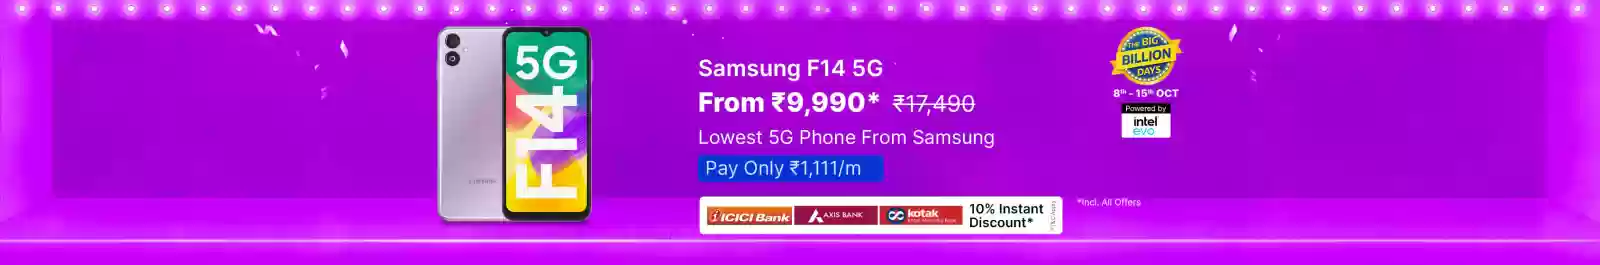 5G
F14
SAMSUNG
Samsung F14 5G
From ₹9,990* ₹17,490
Lowest 5G Phone From Samsung
Pay Only ₹1,111/m
ICICI Bank
AXIS BANK
kotak
10% Instant
Discount*
THE BIG
BILLION
DAYS
8th - 15th OCT
Powered by
intel
evo
*Incl. All Offers